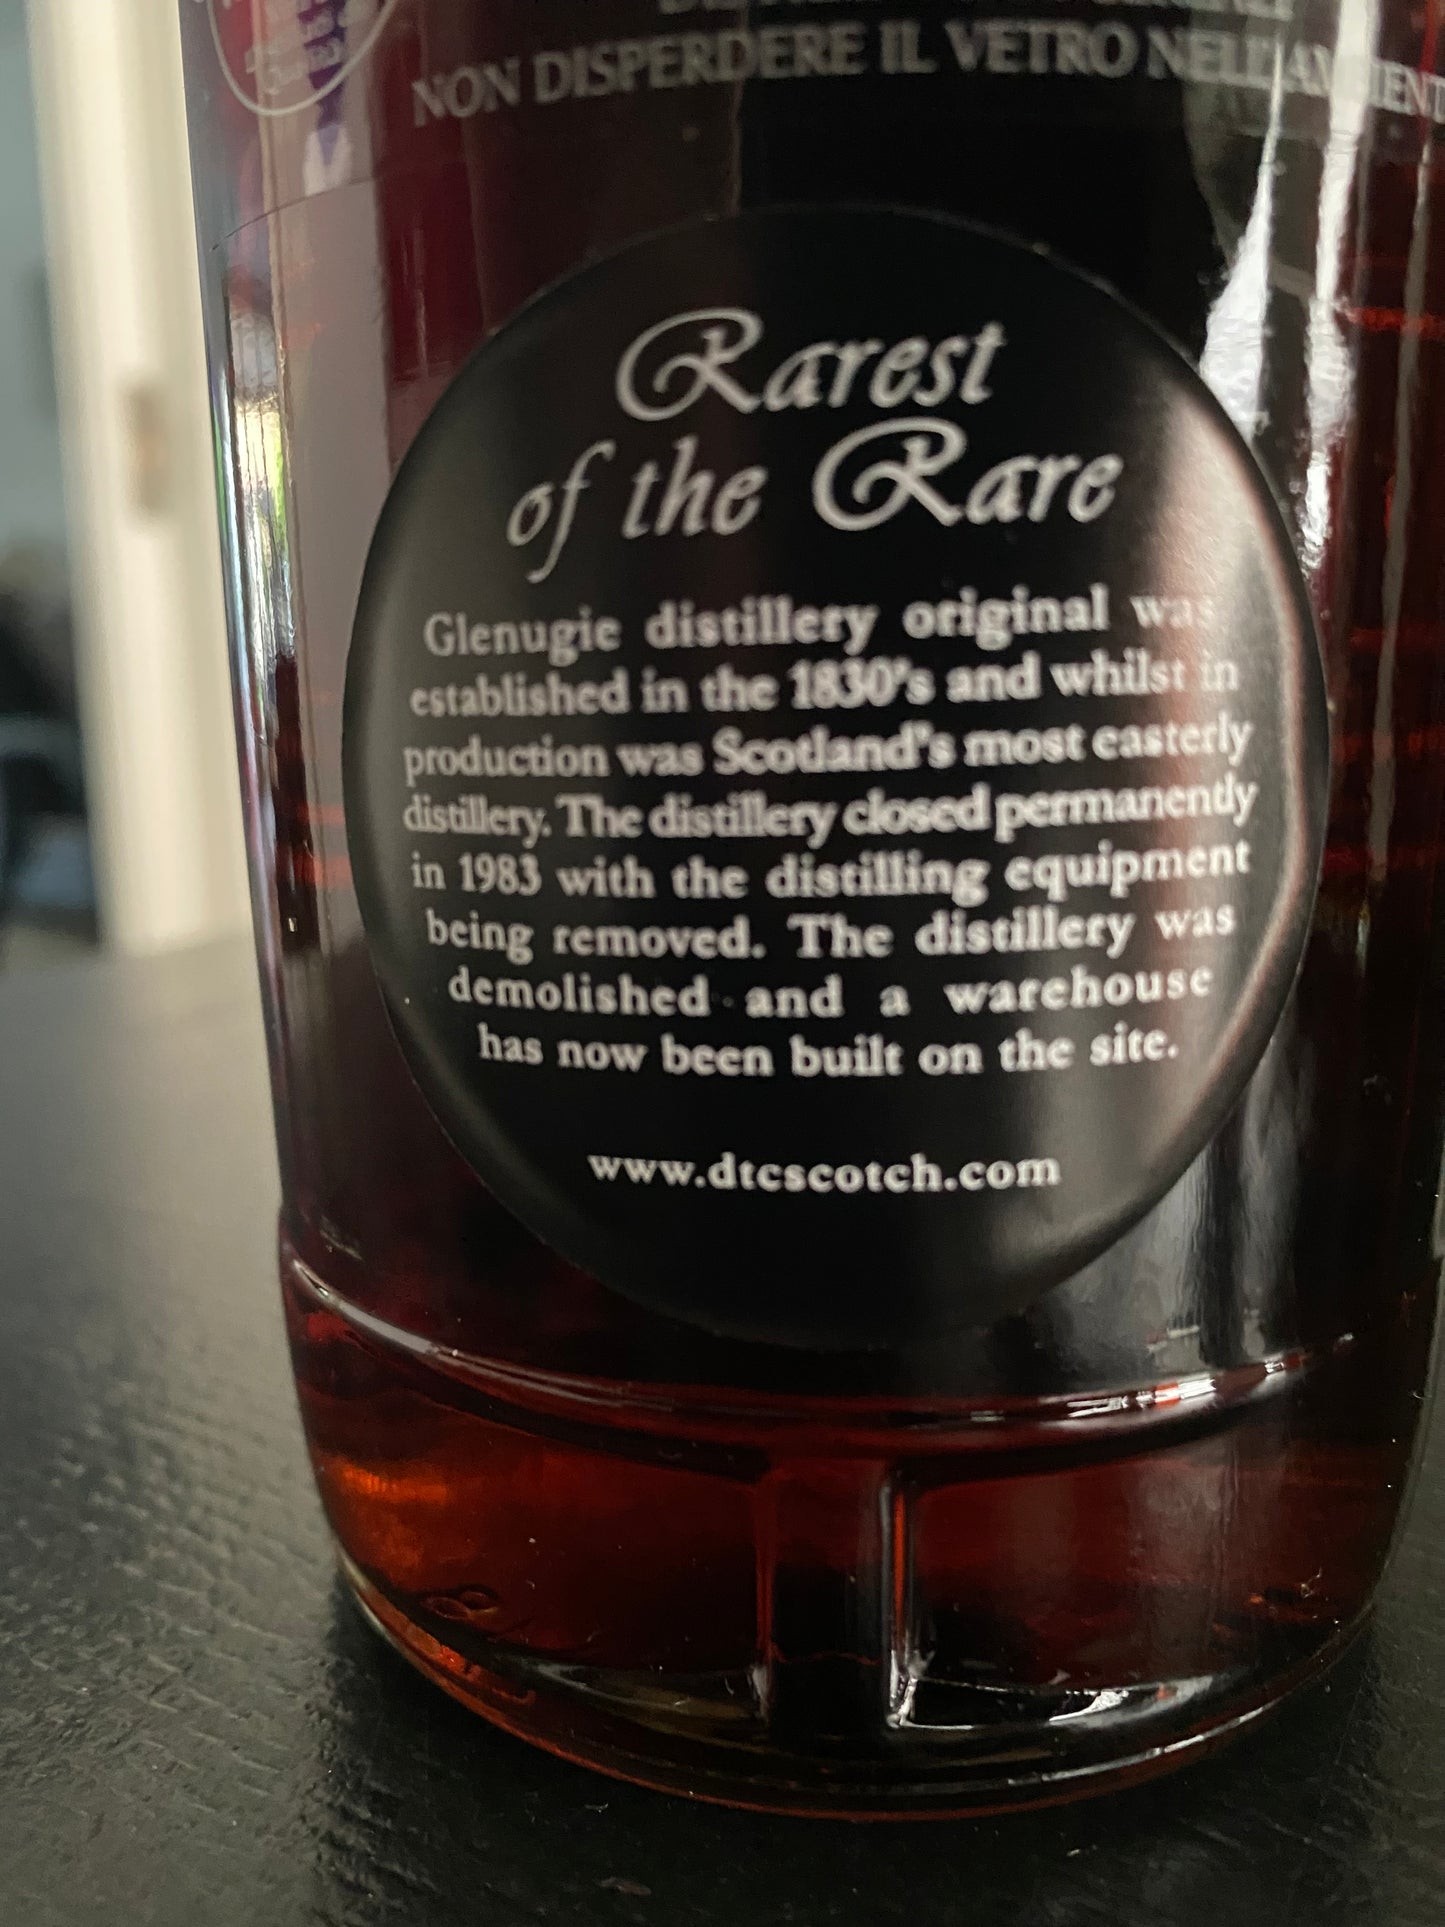 NON DISPERDERE IL VETRO NELL'AMBIENT
Rarest
of the Rare
Glenugie distillery original was
established in the 1830's and whilst in
production was Scotland's most easterly
distillery. The distillery closed permanently
in 1983 with the distilling equipment
being removed. The distillery was
demolished and a warehouse
has now been built on the site.
www.dtcscotch.com